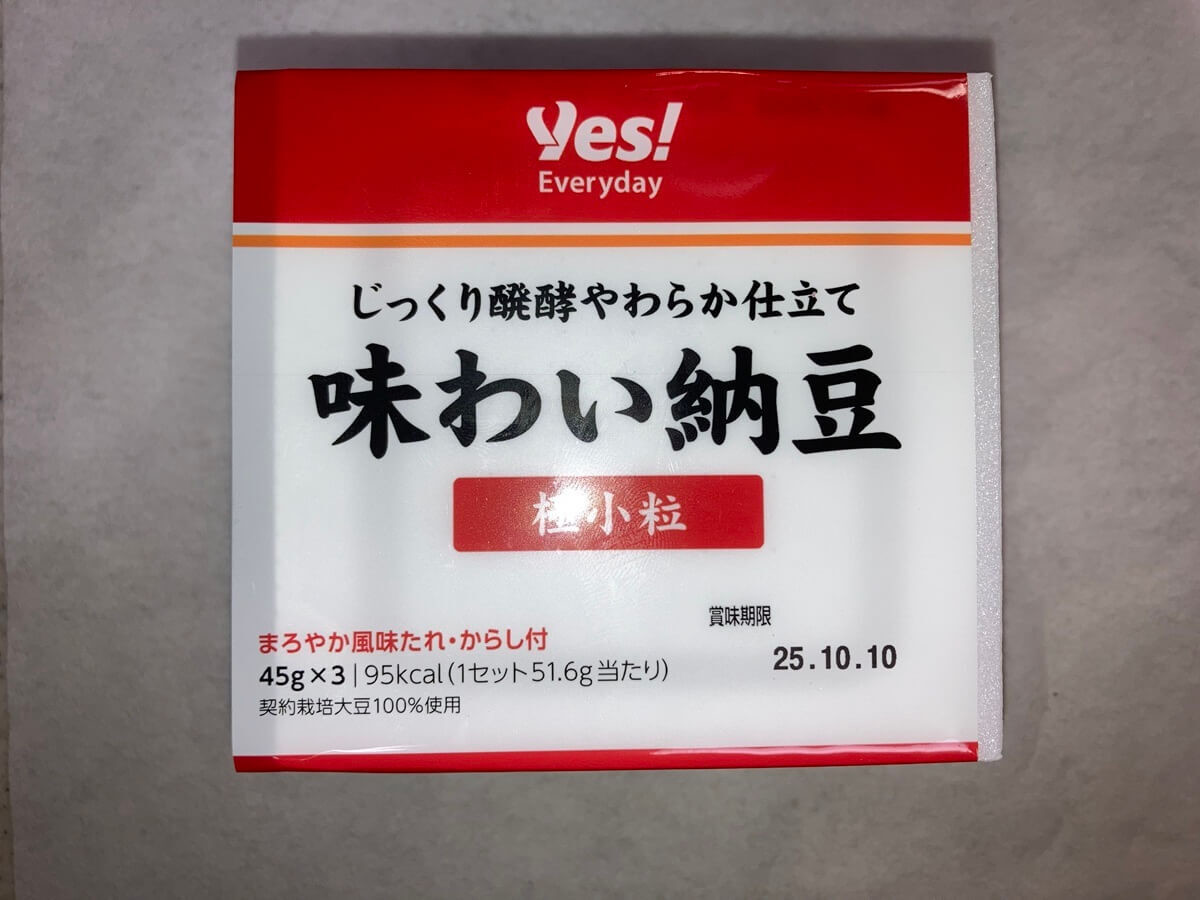 Yes!
Everyday
じっくり醗酵やわらか仕立て
味わい納豆
極小粒
賞味期限
25.10.10
まろやか風味たれ・からし付
45g×3|95kcal(1セット51.6g当たり)
契約栽培大豆100%使用